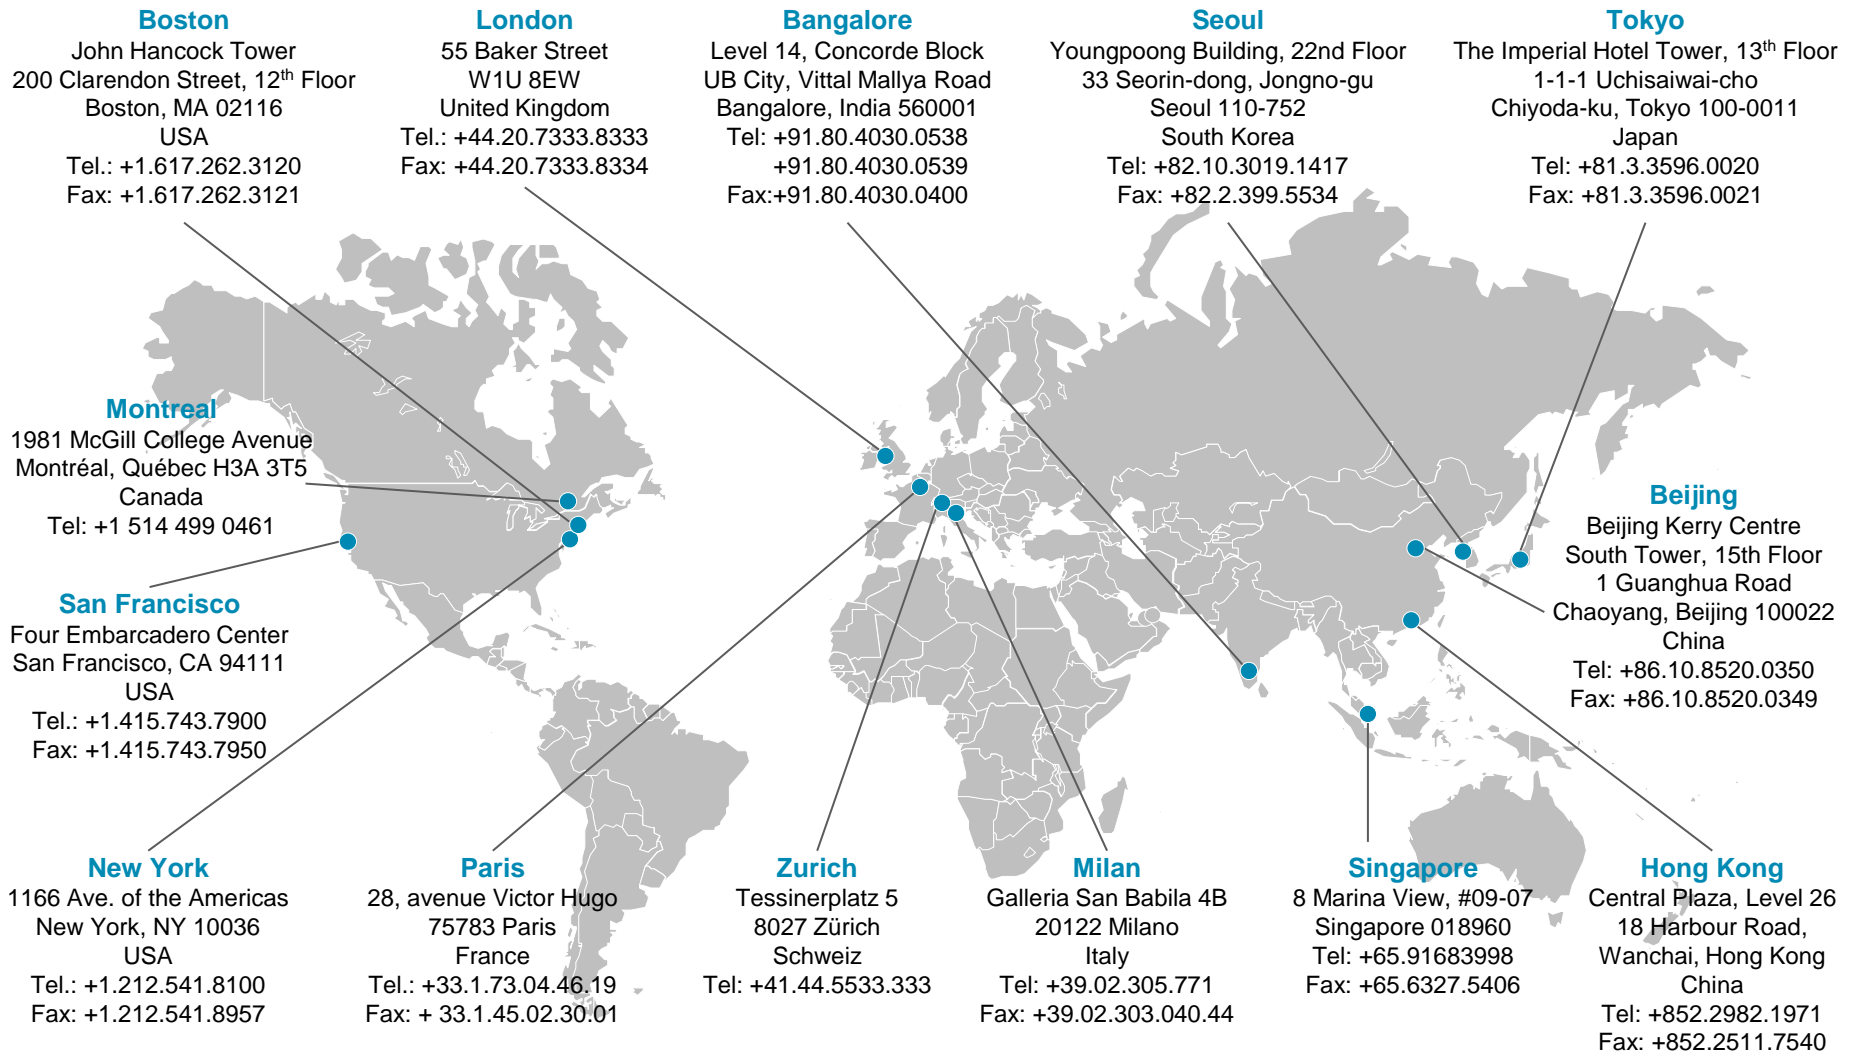 Boston
John Hancock Tower
200 Clarendon Street, 12th Floor
Boston, MA 02116
USA
Tel.: +1.617.262.3120
Fax: +1.617.262.3121
London
55 Baker Street
W1U 8EW
United Kingdom
Tel.: +44.20.7333.8333
Fax: +44.20.7333.8334
Bangalore
Level 14, Concorde Block
UB City, Vittal Mallya Road
Bangalore, India 560001
Tel: +91.80.4030.0538
+91.80.4030.0539
Fax:+91.80.4030.0400
Seoul
Youngpoong Building, 22nd Floor
33 Seorin-dong, Jongno-gu
Seoul 110-752
South Korea
Tel: +82.10.3019.1417
Fax: +82.2.399.5534
Tokyo
The Imperial Hotel Tower, 13th Floor
1-1-1 Uchisaiwai-cho
Chiyoda-ku, Tokyo 100-0011
Japan
Tel: +81.3.3596.0020
Fax: +81.3.3596.0021
Montreal
1981 McGill College Avenue
Montréal, Québec H3A 3T5
Canada
Tel: +1 514 499 0461
San Francisco
Four Embarcadero Center
San Francisco, CA 94111
USA
Tel.: +1.415.743.7900
Fax: +1.415.743.7950
Beijing
Beijing Kerry Centre
South Tower, 15th Floor
1 Guanghua Road
Chaoyang, Beijing 100022
China
Tel: +86.10.8520.0350
Fax: +86.10.8520.0349
New York
1166 Ave. of the Americas
New York, NY 10036
USA
Tel.: +1.212.541.8100
Fax: +1.212.541.8957
Paris
28, avenue Victor Hugo
75783 Paris
France
Tel.: +33.1.73.04.46.19
Fax: + 33.1.45.02.30.01
Zurich
Tessinerplatz 5
8027 Zürich
Schweiz
Tel: +41.44.5533.333
Milan
Galleria San Babila 4B
20122 Milano
Italy
Tel: +39.02.305.771
Fax: +39.02.303.040.44
Singapore
8 Marina View, #09-07
Singapore 018960
Tel: +65.91683998
Fax: +65.6327.5406
Hong Kong
Central Plaza, Level 26
18 Harbour Road,
Wanchai, Hong Kong
China
Tel: +852.2982.1971
Fax: +852.2511.7540